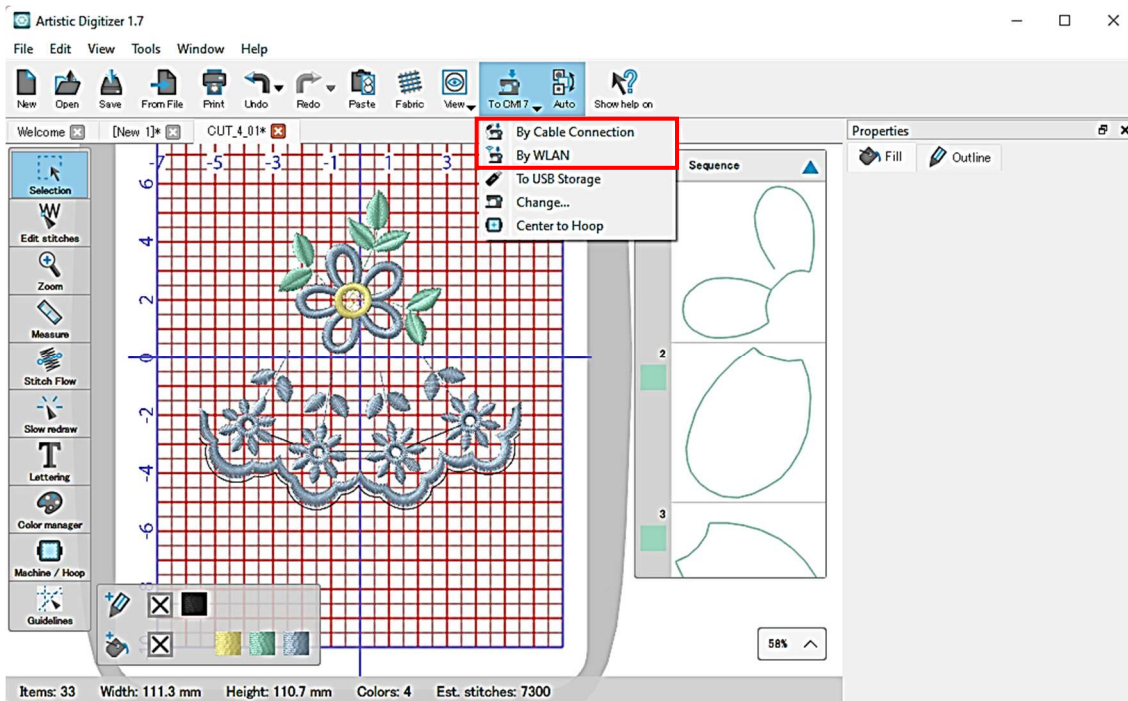 Artistic Digitizer 1.7
File Edit View Tools Window Help
New Open Save From File Print Undo Redo Paste Fabric View To CM17 Auto Show help on
Welcome [New 1]* CUT_4_01*
By Cable Connection
By WLAN
To USB Storage
Change...
Center to Hoop
Properties
Fill Outline
Sequence
Selection
Edit stitches
Zoom
Measure
Stitch Flow
Slow redraw
Lettering
Color manager
Machine / Hoop
Guidelines
-7 -5 -3 -1 1 3
6
4
2
0
-2
-4
-6
2
3
58%
Items: 33 Width: 111.3 mm Height: 110.7 mm Colors: 4 Est. stitches: 7300